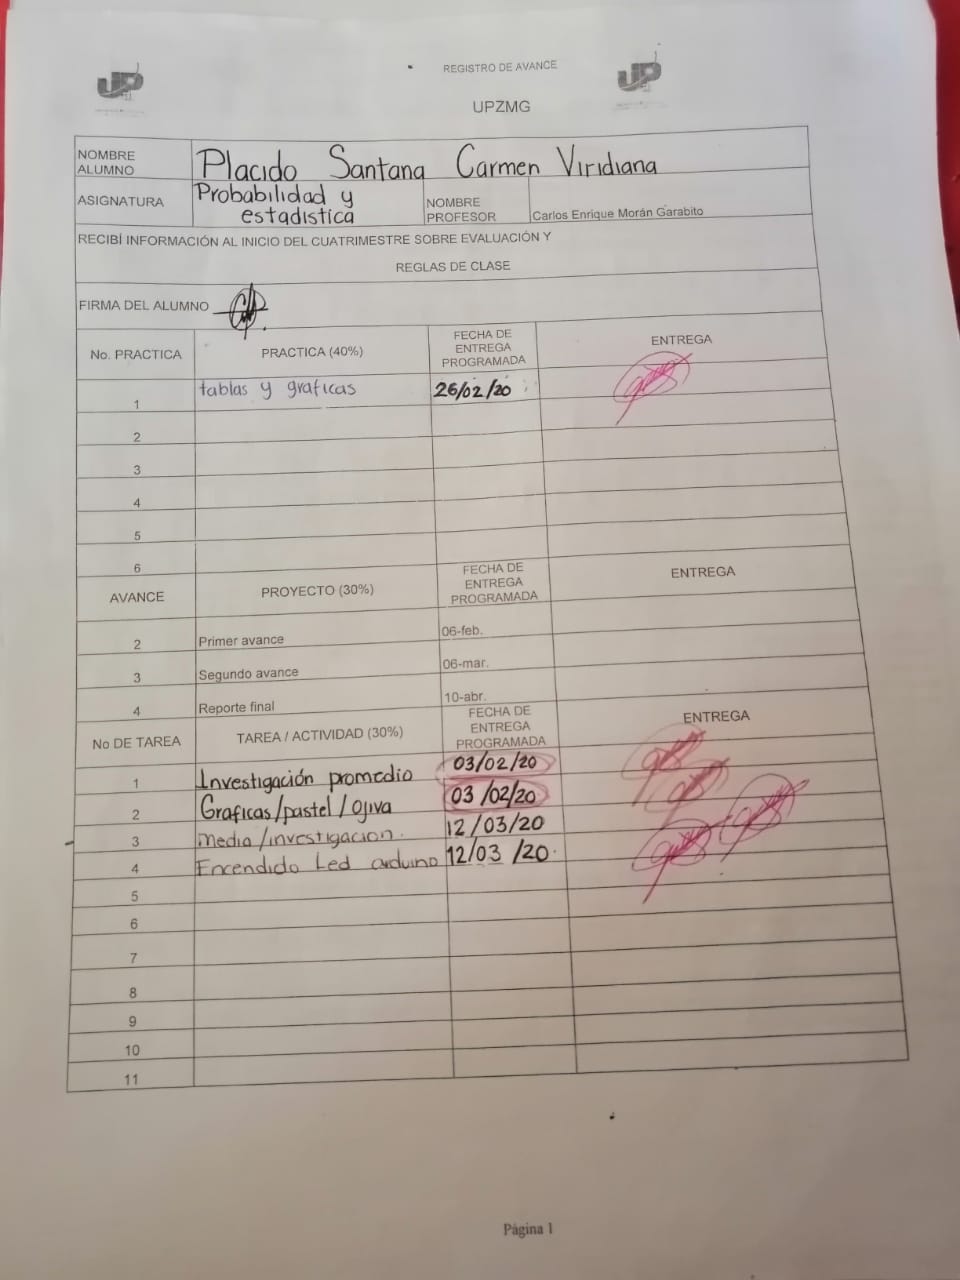 UP
REGISTRO DE AVANCE
UP
UPZMG
NOMBRE ALUMNO Placido Santana Carmen Viridiana
ASIGNATURA Probabilidad y estadistica NOMBRE PROFESOR Carlos Enrique Morán Garabito
RECIBÍ INFORMACIÓN AL INICIO DEL CUATRIMESTRE SOBRE EVALUACIÓN Y
REGLAS DE CLASE
FIRMA DEL ALUMNO
No. PRACTICA PRACTICA (40%) FECHA DE ENTREGA PROGRAMADA ENTREGA
1 tablas y graficas 26/02/20
2
3
4
5
6
AVANCE PROYECTO (30%) FECHA DE ENTREGA PROGRAMADA ENTREGA
2 Primer avance 06-feb.
3 Segundo avance 06-mar.
4 Reporte final 10-abr.
No DE TAREA TAREA / ACTIVIDAD (30%) FECHA DE ENTREGA PROGRAMADA ENTREGA
1 Investigación promedio 03/02/20
2 Graficas/pastel/ojiva 03/02/20
3 media/investigacion. 12/03/20
4 Encendido Led arduino 12/03/20.
5
6
7
8
9
10
11
Página 1